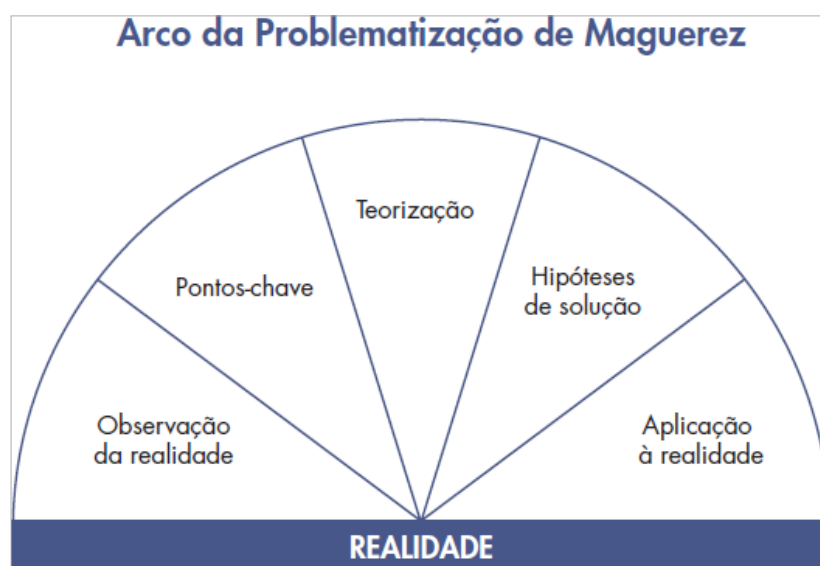 Arco da Problematização de Maguerez
Observação
da realidade
Pontos-chave
Teorização
Hipóteses
de solução
Aplicação
à realidade
REALIDADE